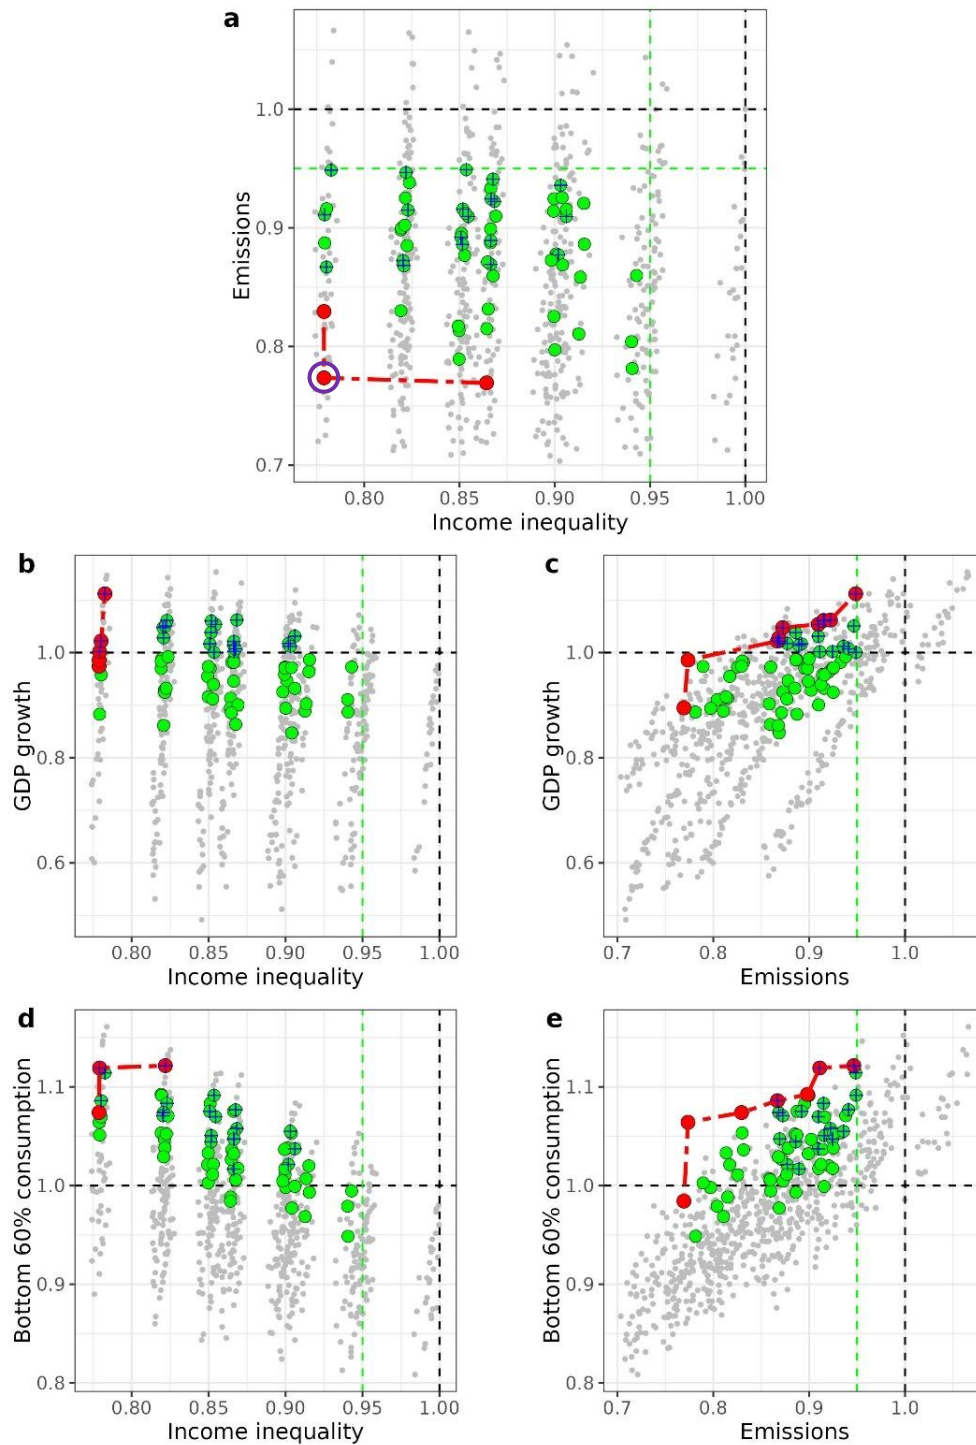 a
1.0
0.9
0.8
0.7
Emissions
0.80 0.85 0.90 0.95 1.00
Income inequality
b
1.0
0.8
0.6
GDP growth
0.80 0.85 0.90 0.95 1.00
Income inequality
c
1.0
0.8
0.6
GDP growth
0.7 0.8 0.9 1.0
Emissions
d
1.1
1.0
0.9
0.8
Bottom 60% consumption
0.80 0.85 0.90 0.95 1.00
Income inequality
e
1.1
1.0
0.9
0.8
Bottom 60% consumption
0.7 0.8 0.9 1.0
Emissions